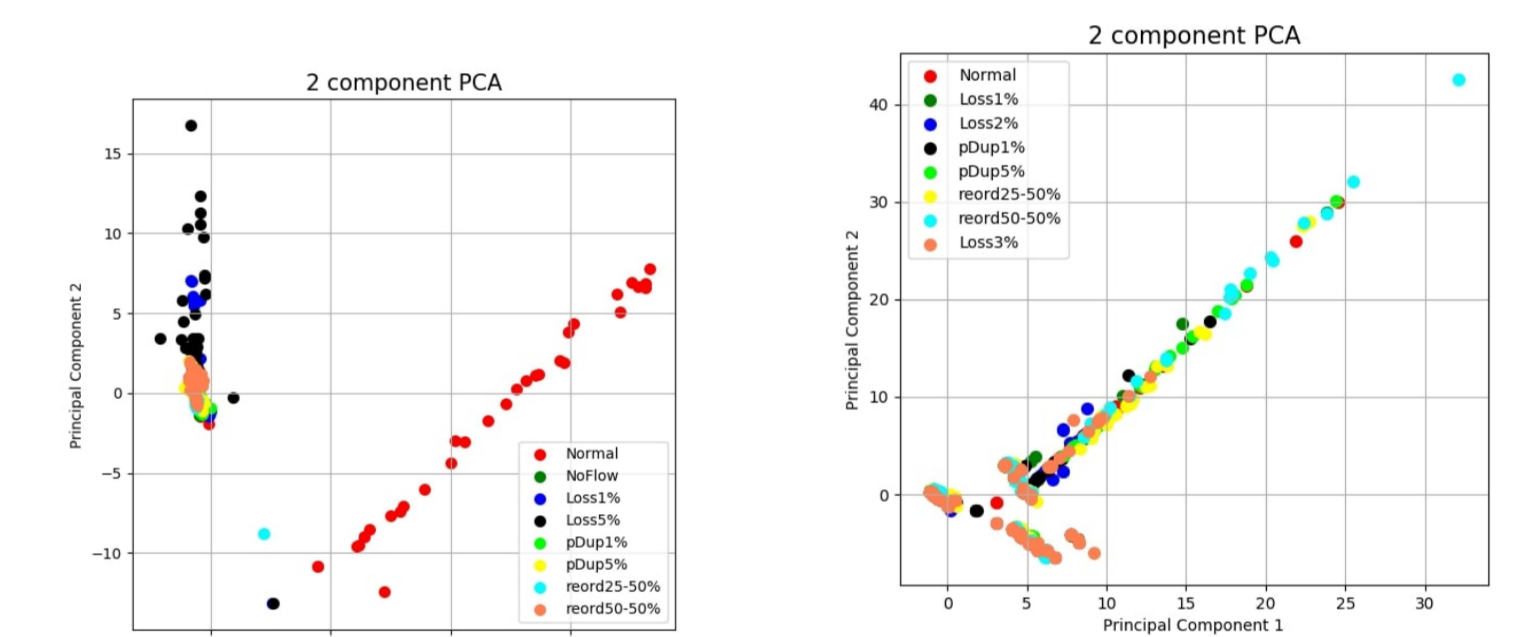 2 component PCA
15
10
5
0
−5
−10
Principal Component 2
Normal
NoFlow
Loss1%
Loss5%
pDup1%
pDup5%
reord25-50%
reord50-50%
2 component PCA
Normal
Loss1%
Loss2%
pDup1%
pDup5%
reord25-50%
reord50-50%
Loss3%
40
30
20
10
0
Principal Component 2
0 5 10 15 20 25 30
Principal Component 1